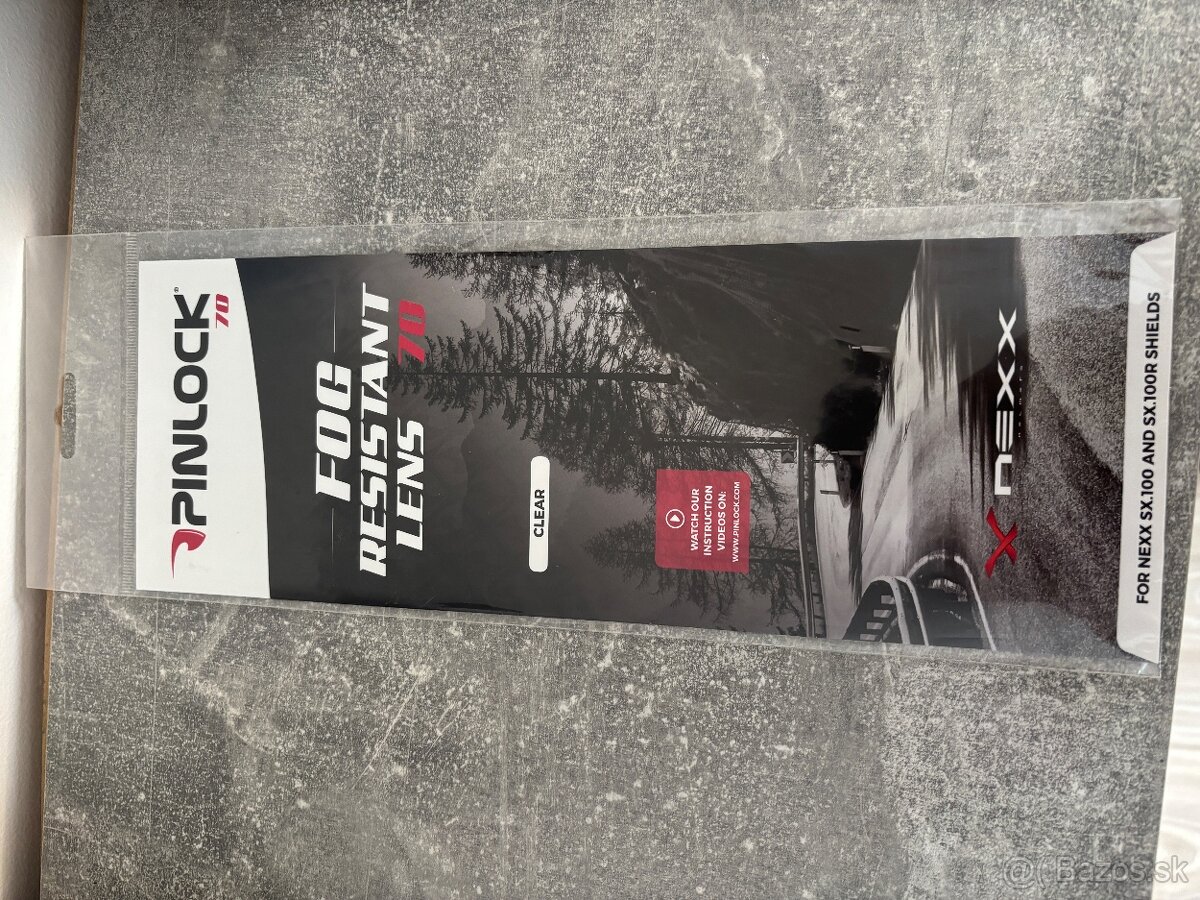 PINLOCK®
70
FOG
RESISTANT
LENS 70
CLEAR
WATCH OUR
INSTRUCTION
VIDEOS ON:
WWW.PINLOCK.COM
X NEXX
FOR NEXX SX.100 AND SX.100R SHIELDS
@( Bazos.sk